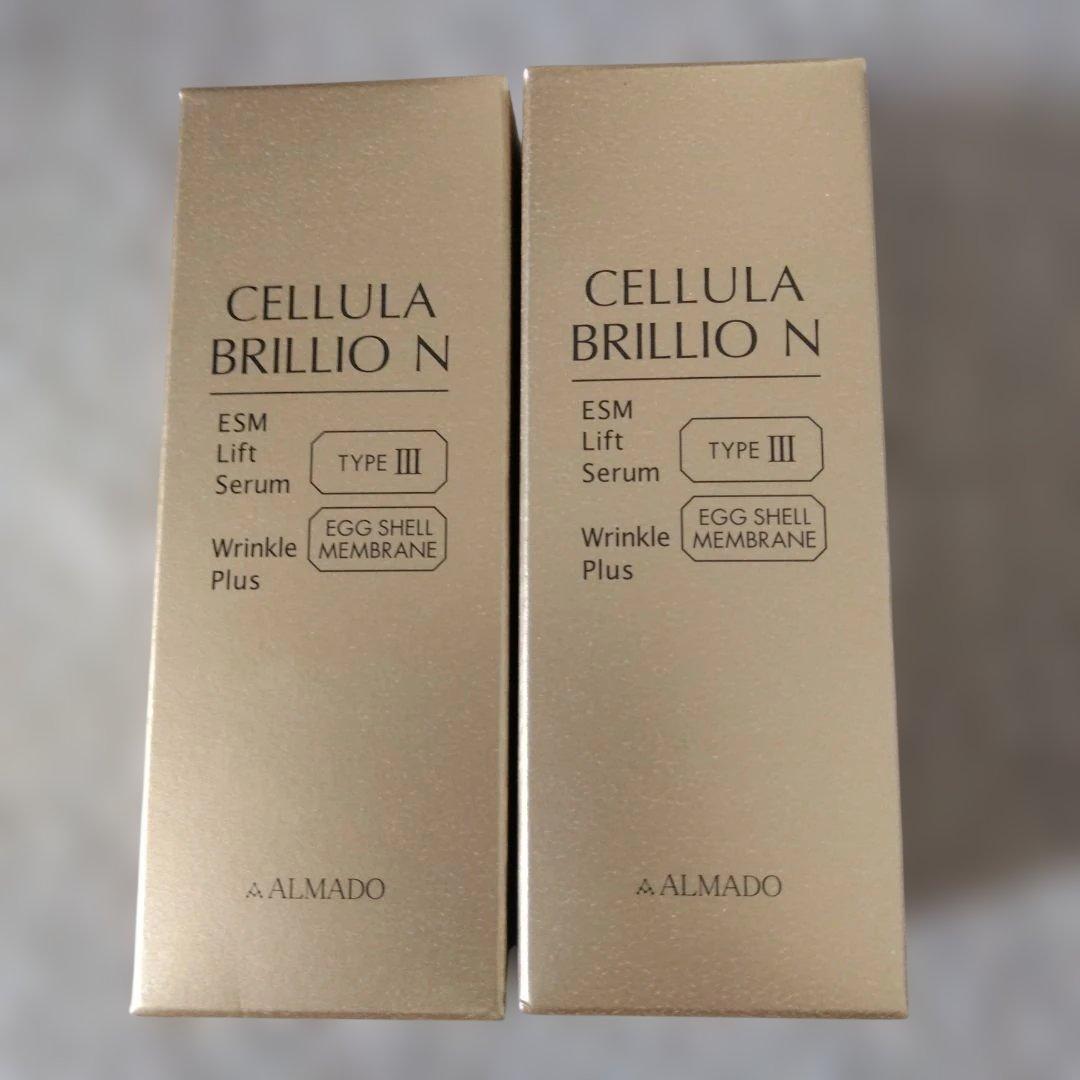 CELLULA
BRILLIO N
ESM
Lift
Serum
TYPE III
Wrinkle
Plus
EGG SHELL
MEMBRANE
ALMADO
CELLULA
BRILLIO N
ESM
Lift
Serum
TYPE III
Wrinkle
Plus
EGG SHELL
MEMBRANE
ALMADO